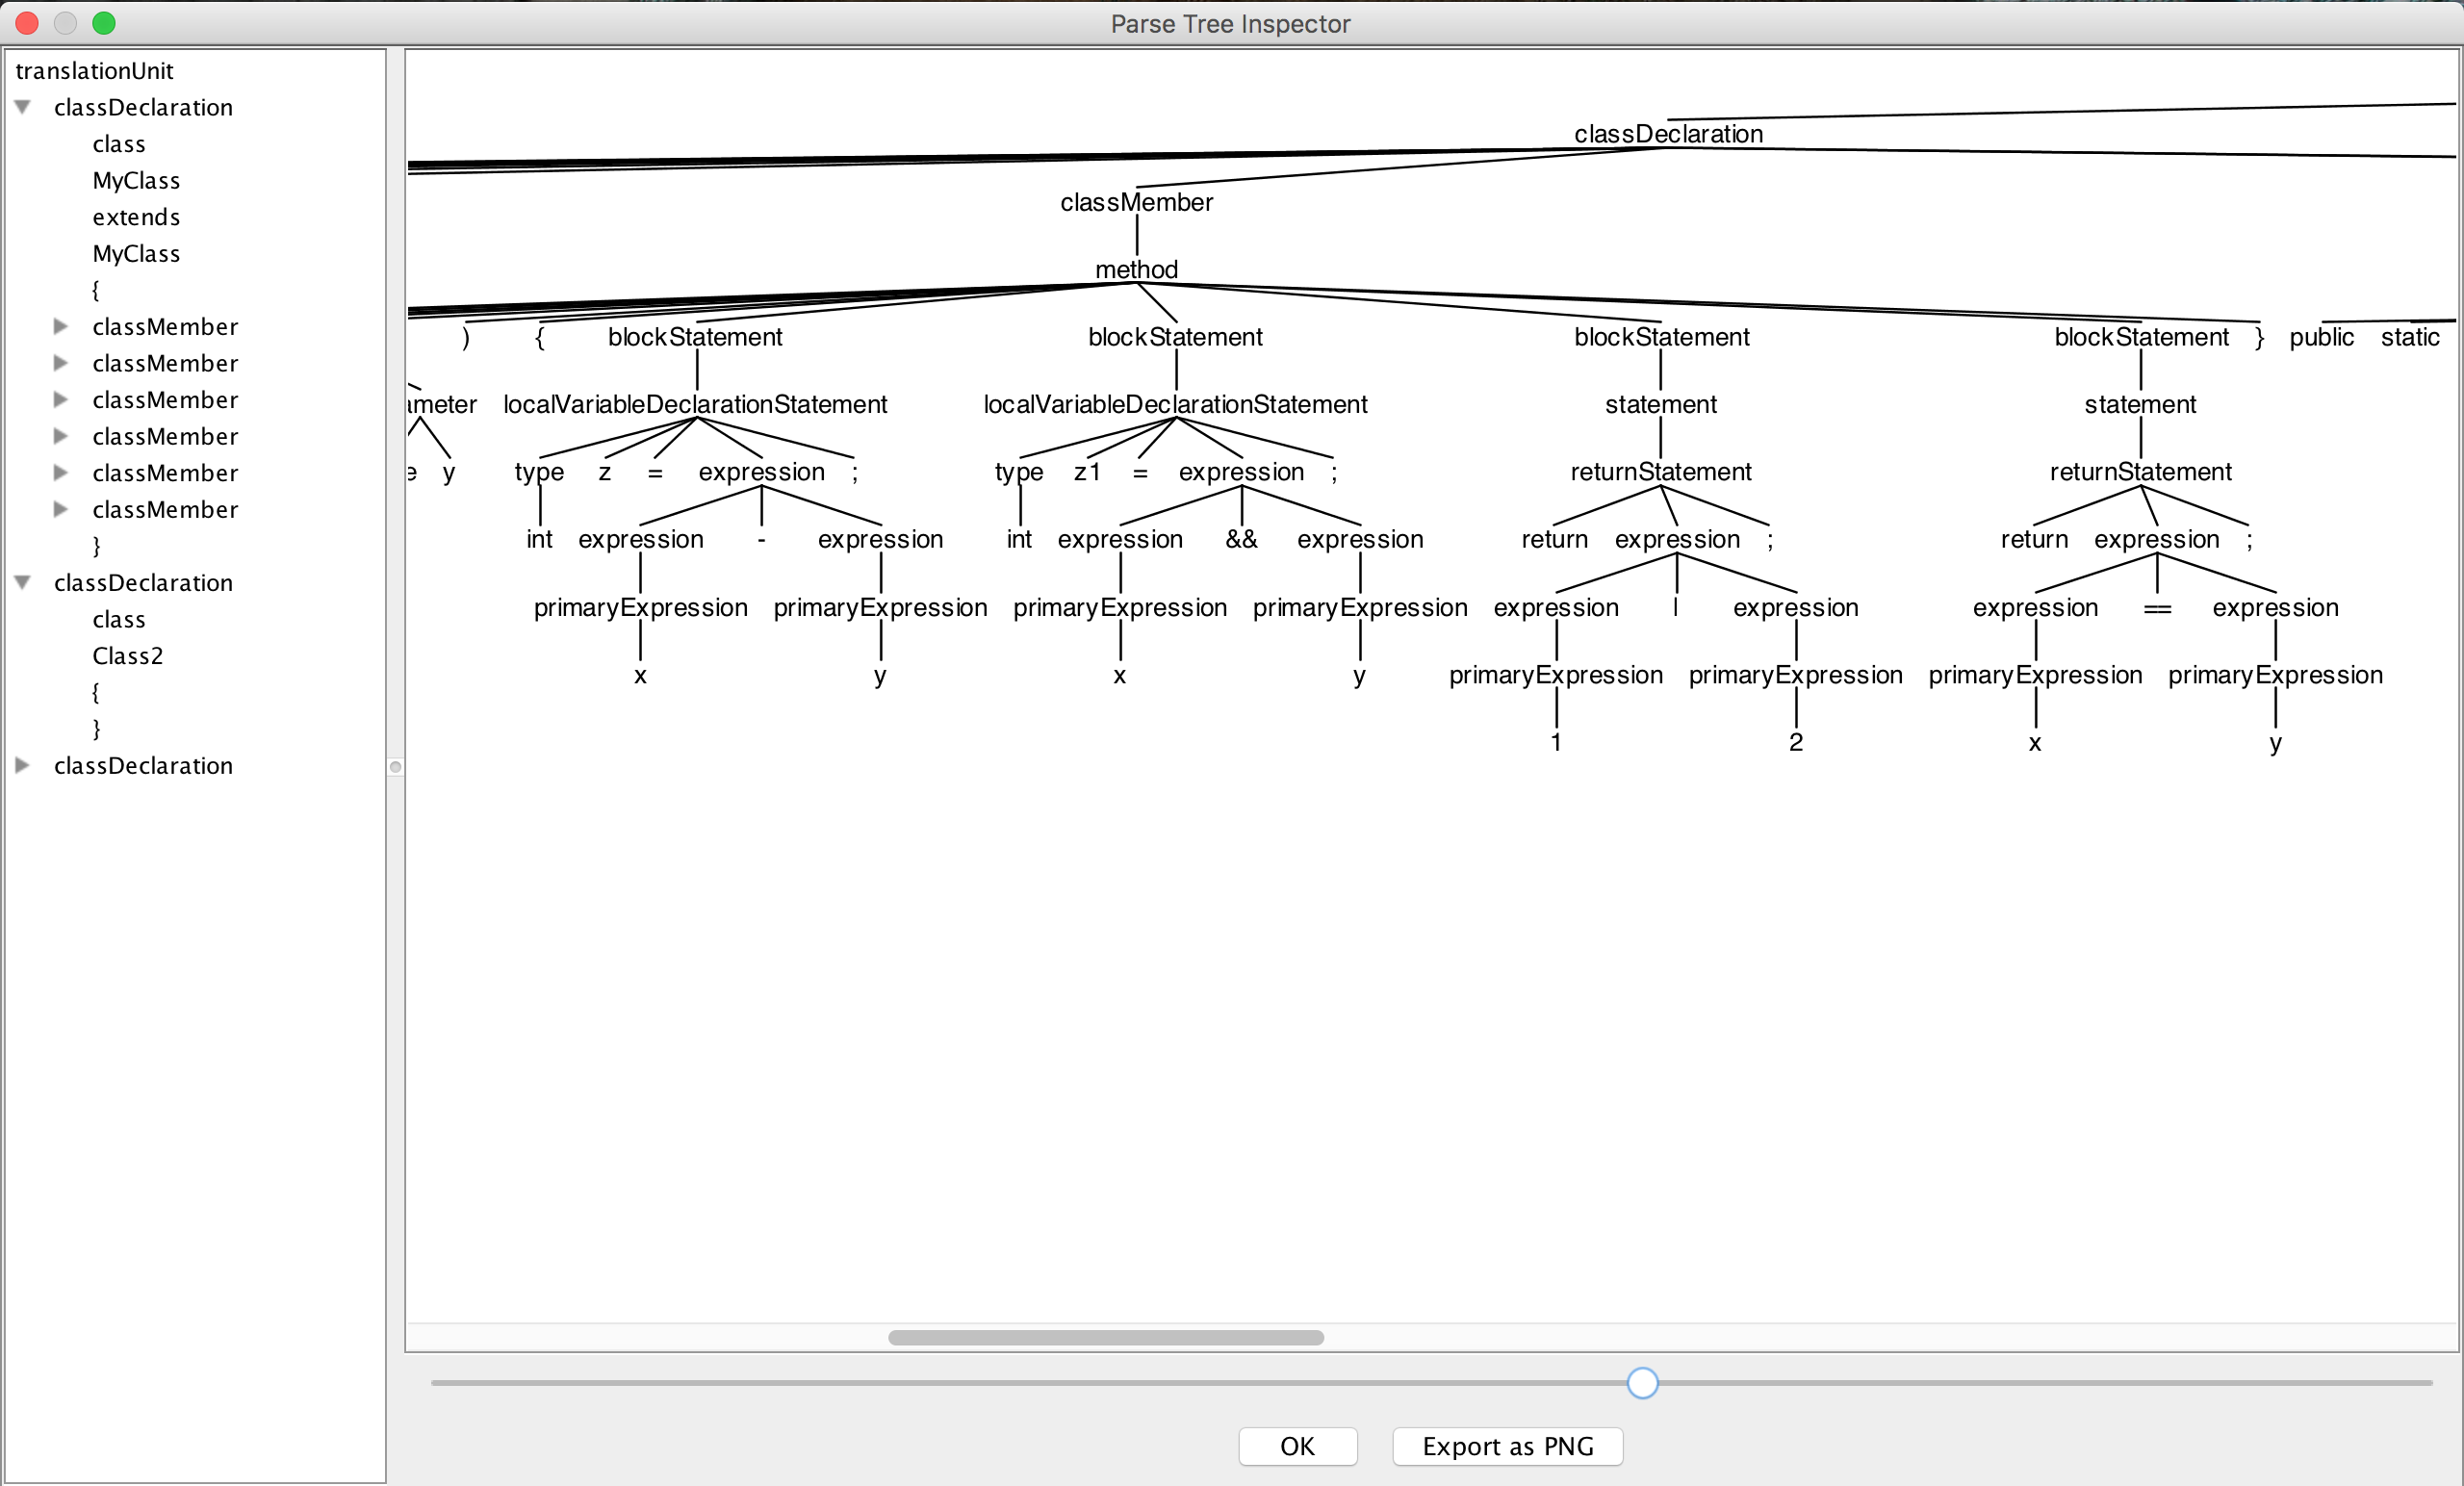 Parse Tree Inspector
translationUnit
classDeclaration
class
MyClass
extends
MyClass
{
classMember
classMember
classMember
classMember
classMember
classMember
}
classDeclaration
class
Class2
{
}
classDeclaration
classDeclaration
classMember
method
) { blockStatement blockStatement blockStatement blockStatement } public static
ameter localVariableDeclarationStatement localVariableDeclarationStatement statement statement
e y type z = expression ; type z1 = expression ; returnStatement returnStatement
int expression - expression int expression && expression return expression ; return expression ;
primaryExpression primaryExpression primaryExpression primaryExpression expression | expression expression == expression
x y x y primaryExpression primaryExpression primaryExpression primaryExpression
1 2 x y
OK Export as PNG